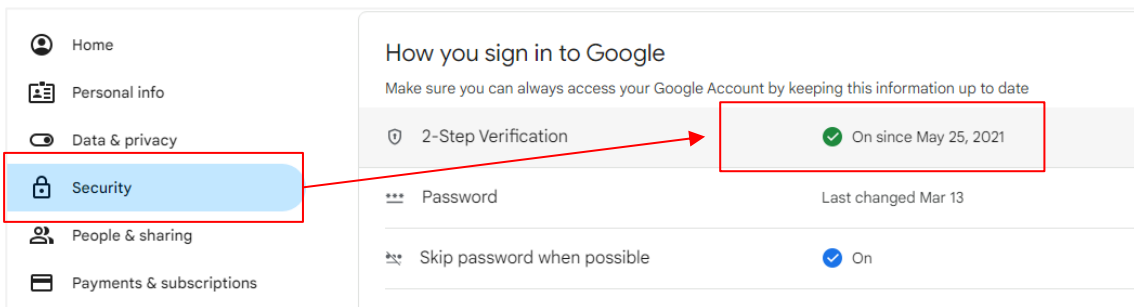 Home
Personal info
Data & privacy
Security
People & sharing
Payments & subscriptions
How you sign in to Google
Make sure you can always access your Google Account by keeping this information up to date
2-Step Verification
On since May 25, 2021
Password
Last changed Mar 13
Skip password when possible
On